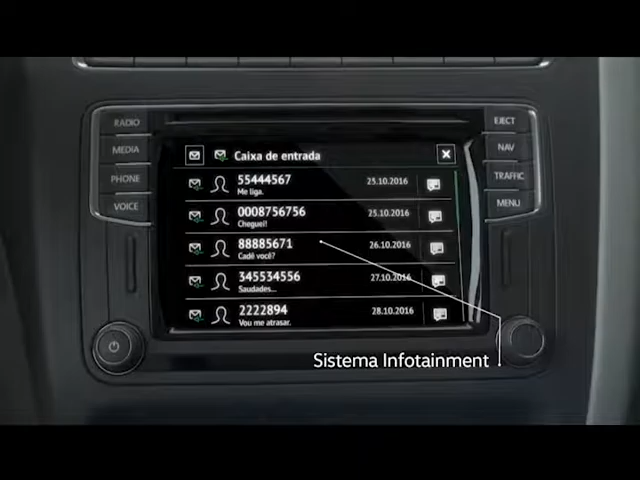 RADIO
MEDIA
PHONE
VOICE
EJECT
NAV
TRAFFIC
MENU
Caixa de entrada
55444567 25.10.2016
Me liga.
0008756756 25.10.2016
Cheguei!
88885671 26.10.2016
Cadê você?
345534556 27.10.2016
Saudades...
2222894 28.10.2016
Vou me atrasar.
Sistema Infotainment